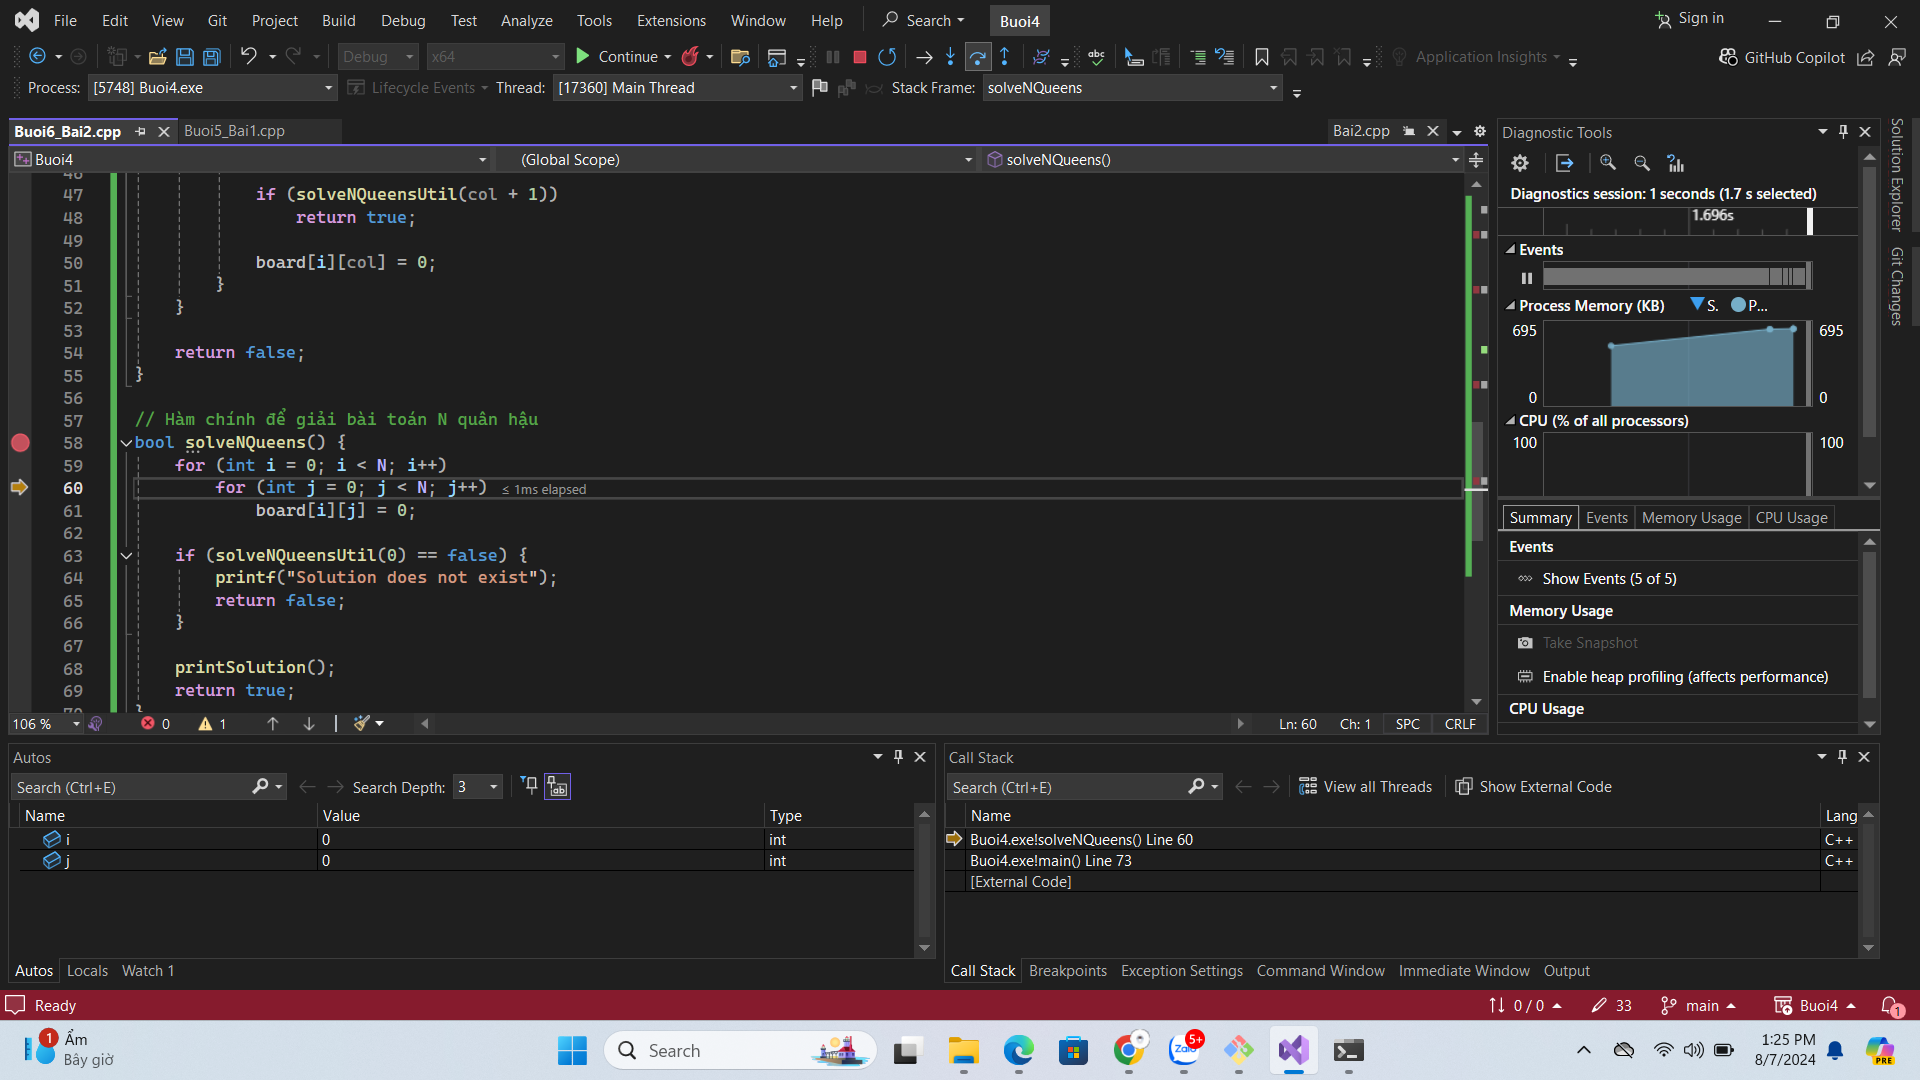 File Edit View Git Project Build Debug Test Analyze Tools Extensions Window Help Search Buoi4 Sign in
Debug x64 Continue Application Insights GitHub Copilot
Process: [5748] Buoi4.exe Lifecycle Events Thread: [17360] Main Thread Stack Frame: solveNQueens
Buoi6_Bai2.cpp Buoi5_Bai1.cpp Bai2.cpp
Buoi4 (Global Scope) solveNQueens()
46
47 if (solveNQueensUtil(col + 1))
48 return true;
49
50 board[i][col] = 0;
51 }
52 }
53
54 return false;
55 }
56
57 // Hàm chính để giải bài toán N quân hậu
58 bool solveNQueens() {
59 for (int i = 0; i < N; i++)
60 for (int j = 0; j < N; j++) ≤ 1ms elapsed
61 board[i][j] = 0;
62
63 if (solveNQueensUtil(0) == false) {
64 printf("Solution does not exist");
65 return false;
66 }
67
68 printSolution();
69 return true;
70 }
106 % 0 1 Ln: 60 Ch: 1 SPC CRLF
Diagnostic Tools
Diagnostics session: 1 seconds (1.7 s selected)
1.696s
Events
Process Memory (KB) S. P...
695 695
0 0
CPU (% of all processors)
100 100
Summary Events Memory Usage CPU Usage
Events
Show Events (5 of 5)
Memory Usage
Take Snapshot
Enable heap profiling (affects performance)
CPU Usage
Solution Explorer
Git Changes
Autos
Search (Ctrl+E) Search Depth: 3
Name Value Type
i 0 int
j 0 int
Autos Locals Watch 1
Call Stack
Search (Ctrl+E) View all Threads Show External Code
Name Lang
Buoi4.exe!solveNQueens() Line 60 C++
Buoi4.exe!main() Line 73 C++
[External Code]
Call Stack Breakpoints Exception Settings Command Window Immediate Window Output
Ready 0 / 0 33 main Buoi4 1
1 Ẩm
Bây giờ
Search
Zalo 5+
1:25 PM
8/7/2024
PRE